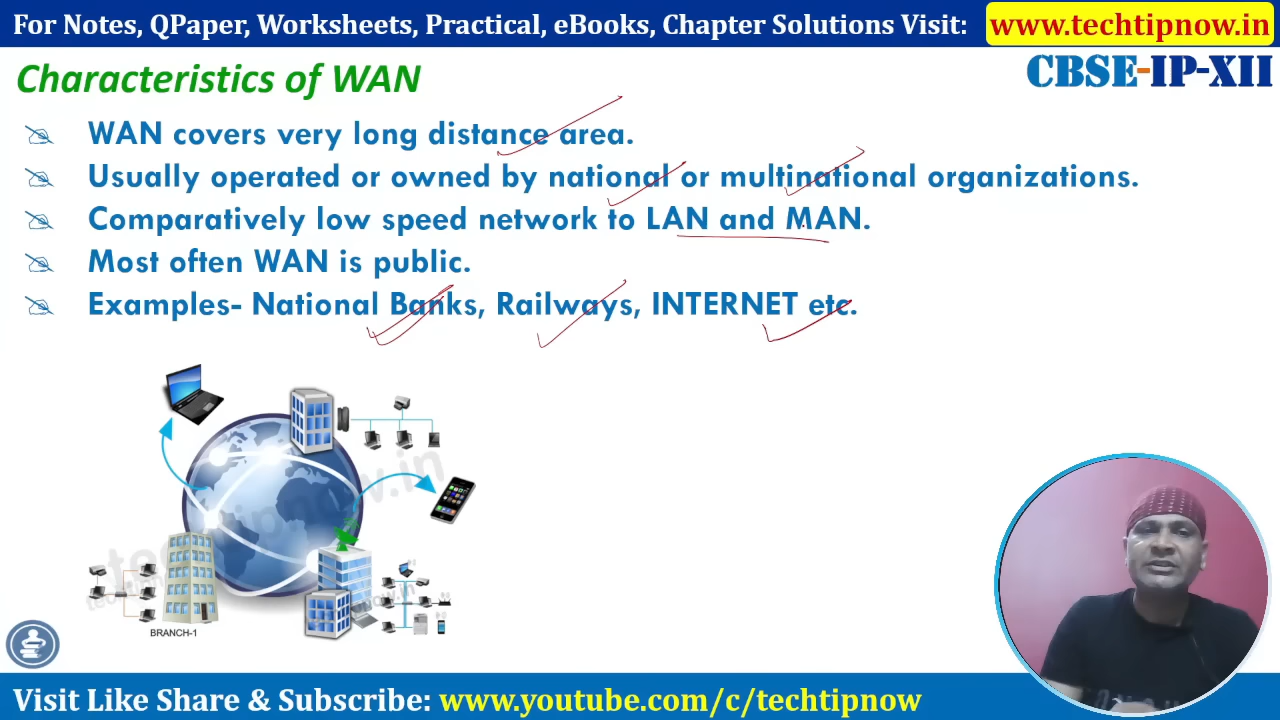 For Notes, QPaper, Worksheets, Practical, eBooks, Chapter Solutions Visit: www.techtipnow.in
Characteristics of WAN
CBSE-IP-XII
WAN covers very long distance area.
Usually operated or owned by national or multinational organizations.
Comparatively low speed network to LAN and MAN.
Most often WAN is public.
Examples- National Banks, Railways, INTERNET etc.
techtipnow.in
BRANCH-1
Visit Like Share & Subscribe: www.youtube.com/c/techtipnow